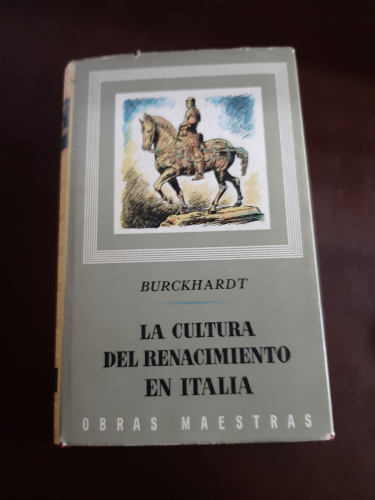 BURCKHARDT
LA CULTURA
DEL RENACIMIENTO
EN ITALIA
OBRAS MAESTRAS